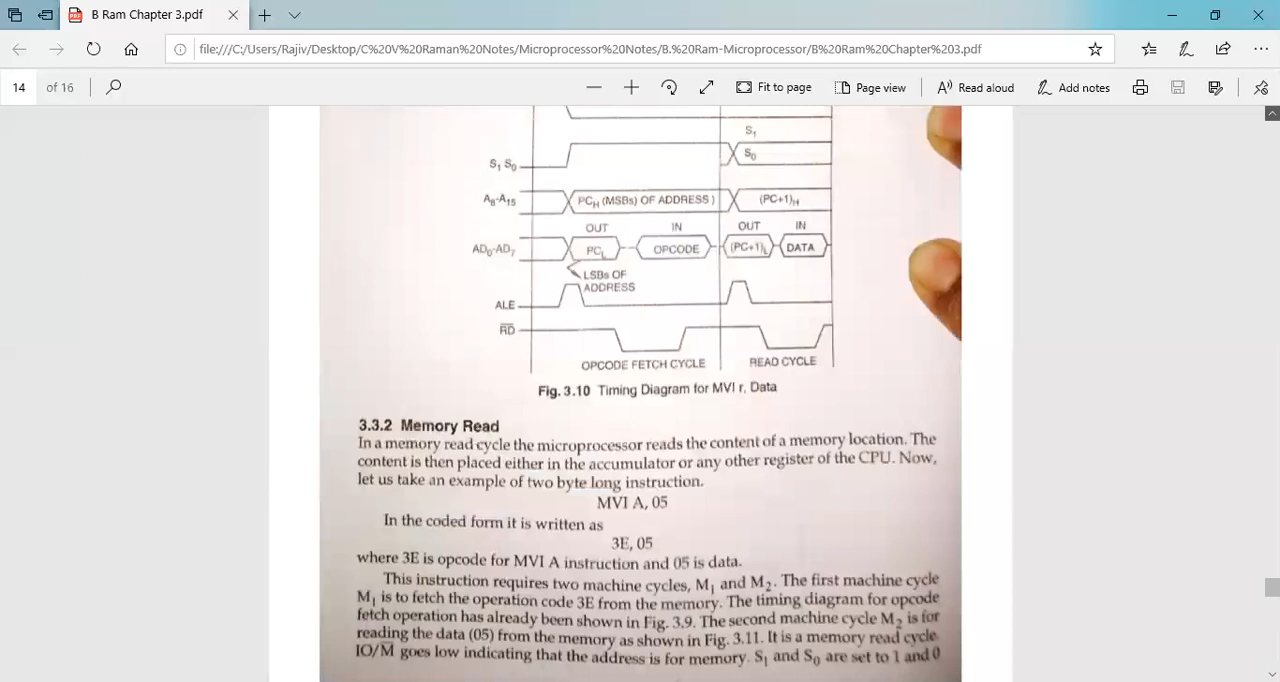 B Ram Chapter 3.pdf
file:///C:/Users/Rajiv/Desktop/C%20V%20Raman%20Notes/Microprocessor%20Notes/B.%20Ram-Microprocessor/B%20Ram%20Chapter%203.pdf
14 of 16 Fit to page Page view Read aloud Add notes
S₁
S₁ S₀ S₀
A₈-A₁₅ PC_H (MSBs) OF ADDRESS) (PC+1)_H
OUT IN OUT IN
AD₀-AD₇ PC_L OPCODE (PC+1)_L DATA
LSBs OF
ADDRESS
ALE
R̅D̅
OPCODE FETCH CYCLE READ CYCLE
Fig. 3.10 Timing Diagram for MVI r, Data
3.3.2 Memory Read
In a memory read cycle the microprocessor reads the content of a memory location. The
content is then placed either in the accumulator or any other register of the CPU. Now,
let us take an example of two byte long instruction.
MVI A, 05
In the coded form it is written as
3E, 05
where 3E is opcode for MVI A instruction and 05 is data.
This instruction requires two machine cycles, M₁ and M₂. The first machine cycle
M₁ is to fetch the operation code 3E from the memory. The timing diagram for opcode
fetch operation has already been shown in Fig. 3.9. The second machine cycle M₂ is for
reading the data (05) from the memory as shown in Fig. 3.11. It is a memory read cycle.
IO/M̅ goes low indicating that the address is for memory. S₁ and S₀ are set to 1 and 0